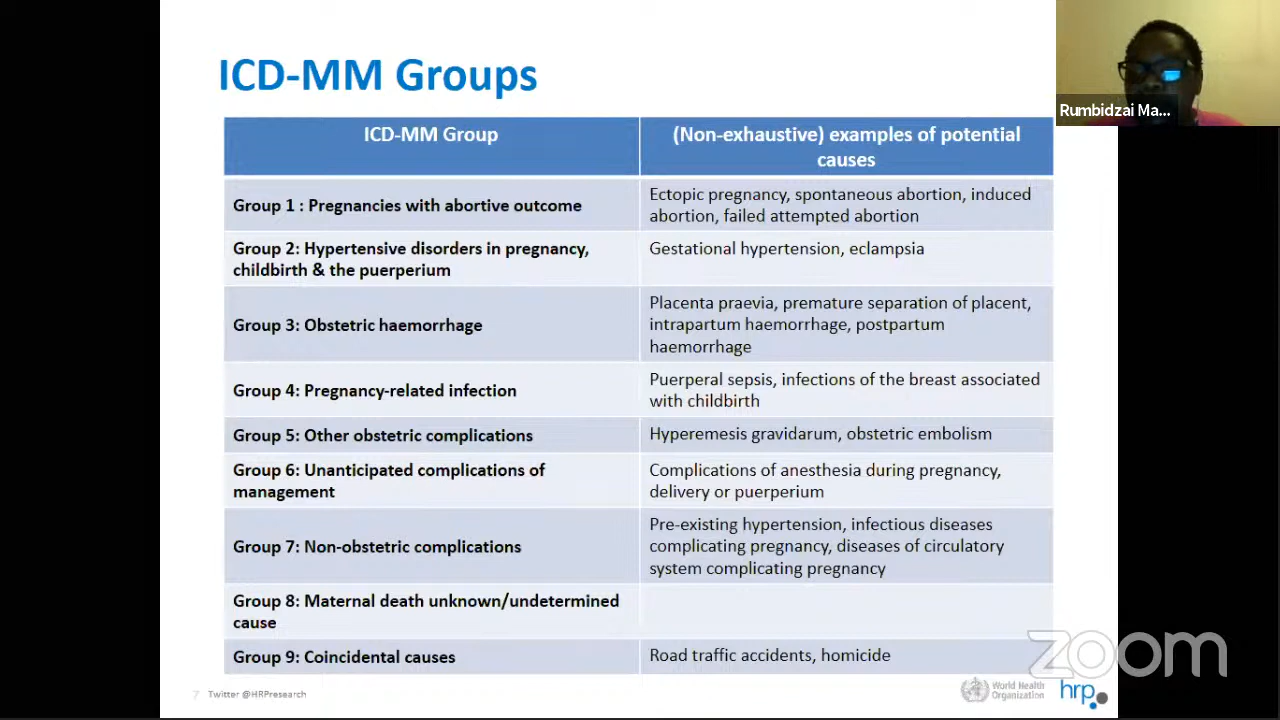 ICD-MM Groups
Rumbidzai Ma...
ICD-MM Group
(Non-exhaustive) examples of potential
causes
Group 1 : Pregnancies with abortive outcome
Ectopic pregnancy, spontaneous abortion, induced
abortion, failed attempted abortion
Group 2: Hypertensive disorders in pregnancy,
childbirth & the puerperium
Gestational hypertension, eclampsia
Group 3: Obstetric haemorrhage
Placenta praevia, premature separation of placent,
intrapartum haemorrhage, postpartum
haemorrhage
Group 4: Pregnancy-related infection
Puerperal sepsis, infections of the breast associated
with childbirth
Group 5: Other obstetric complications
Hyperemesis gravidarum, obstetric embolism
Group 6: Unanticipated complications of
management
Complications of anesthesia during pregnancy,
delivery or puerperium
Group 7: Non-obstetric complications
Pre-existing hypertension, infectious diseases
complicating pregnancy, diseases of circulatory
system complicating pregnancy
Group 8: Maternal death unknown/undetermined
cause
Group 9: Coincidental causes
Road traffic accidents, homicide
7 Twitter @HRPresearch
World Health
Organization
hrp
zoom